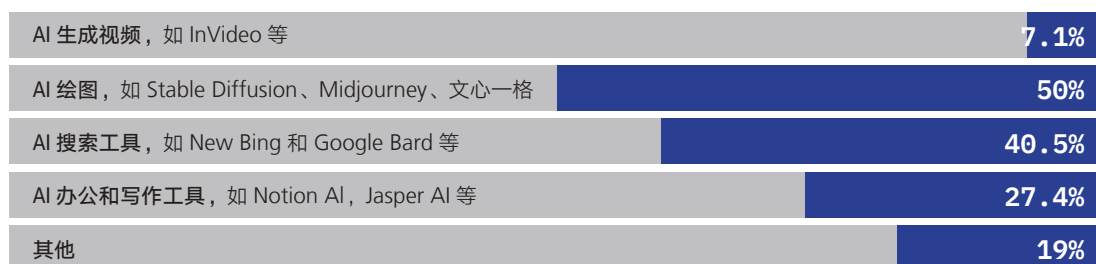 AI 生成视频，如 InVideo 等 7.1%
AI 绘图，如 Stable Diffusion、Midjourney、文心一格 50%
AI 搜索工具，如 New Bing 和 Google Bard 等 40.5%
AI 办公和写作工具，如 Notion Al，Jasper AI 等 27.4%
其他 19%